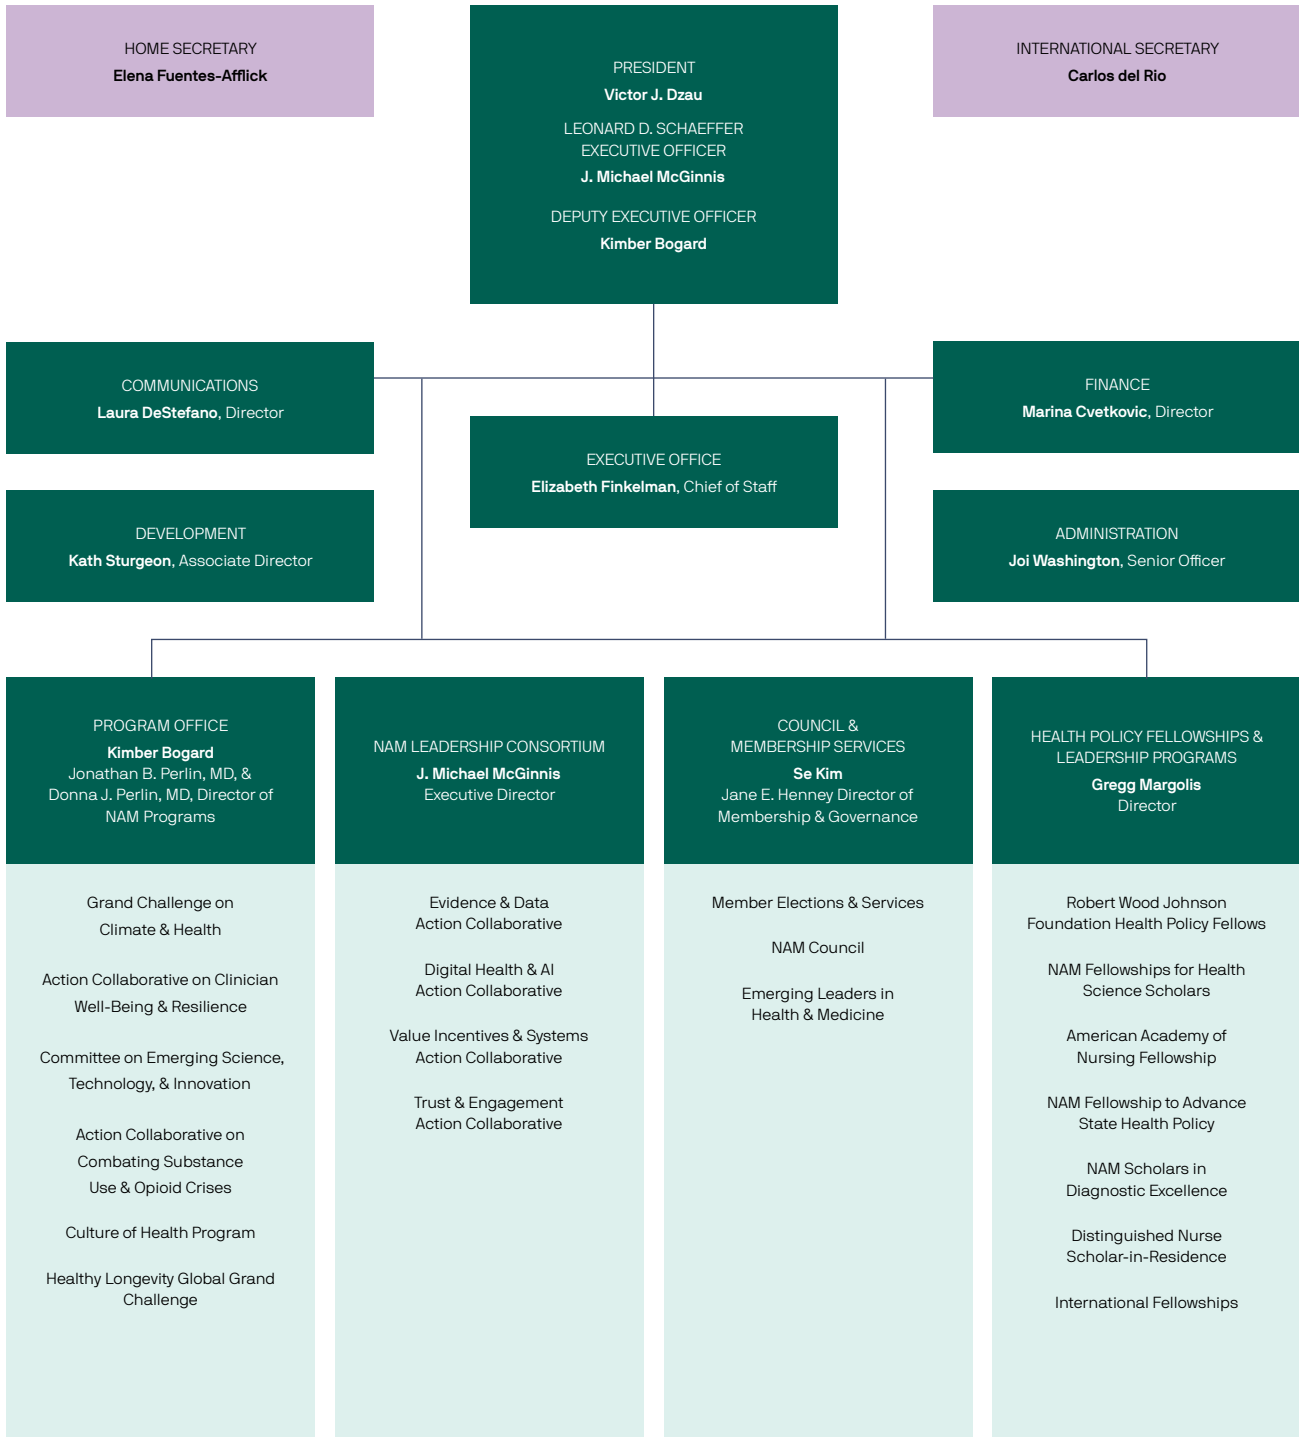 HOME SECRETARY
Elena Fuentes-Afflick
PRESIDENT
Victor J. Dzau
LEONARD D. SCHAEFFER
EXECUTIVE OFFICER
J. Michael McGinnis
DEPUTY EXECUTIVE OFFICER
Kimber Bogard
INTERNATIONAL SECRETARY
Carlos del Rio
COMMUNICATIONS
Laura DeStefano, Director
FINANCE
Marina Cvetkovic, Director
EXECUTIVE OFFICE
Elizabeth Finkelman, Chief of Staff
DEVELOPMENT
Kath Sturgeon, Associate Director
ADMINISTRATION
Joi Washington, Senior Officer
PROGRAM OFFICE
Kimber Bogard
Jonathan B. Perlin, MD, &
Donna J. Perlin, MD, Director of
NAM Programs
Grand Challenge on
Climate & Health
Action Collaborative on Clinician
Well-Being & Resilience
Committee on Emerging Science,
Technology, & Innovation
Action Collaborative on
Combating Substance
Use & Opioid Crises
Culture of Health Program
Healthy Longevity Global Grand
Challenge
NAM LEADERSHIP CONSORTIUM
J. Michael McGinnis
Executive Director
Evidence & Data
Action Collaborative
Digital Health & AI
Action Collaborative
Value Incentives & Systems
Action Collaborative
Trust & Engagement
Action Collaborative
COUNCIL &
MEMBERSHIP SERVICES
Se Kim
Jane E. Henney Director of
Membership & Governance
Member Elections & Services
NAM Council
Emerging Leaders in
Health & Medicine
HEALTH POLICY FELLOWSHIPS &
LEADERSHIP PROGRAMS
Gregg Margolis
Director
Robert Wood Johnson
Foundation Health Policy Fellows
NAM Fellowships for Health
Science Scholars
American Academy of
Nursing Fellowship
NAM Fellowship to Advance
State Health Policy
NAM Scholars in
Diagnostic Excellence
Distinguished Nurse
Scholar-in-Residence
International Fellowships